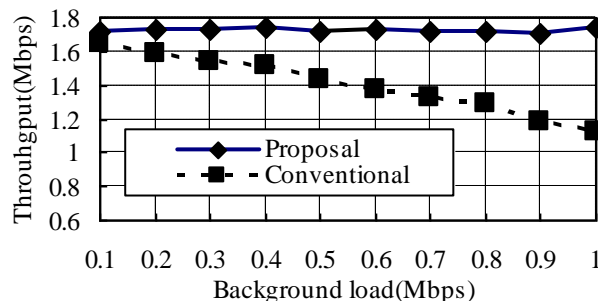 Throuhgput(Mbps)
1.8
1.6
1.4
1.2
1
0.8
0.6
Proposal
Conventional
0.1 0.2 0.3 0.4 0.5 0.6 0.7 0.8 0.9 1
Background load(Mbps)